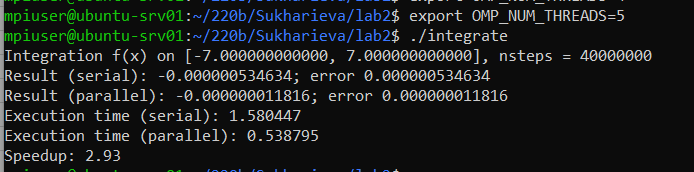 mpiuser@ubuntu-srv01:~/220b/Sukharieva/lab2$ export OMP_NUM_THREADS=5
mpiuser@ubuntu-srv01:~/220b/Sukharieva/lab2$ ./integrate
Integration f(x) on [-7.000000000000, 7.000000000000], nsteps = 40000000
Result (serial): -0.000000534634; error 0.000000534634
Result (parallel): -0.000000011816; error 0.000000011816
Execution time (serial): 1.580447
Execution time (parallel): 0.538795
Speedup: 2.93